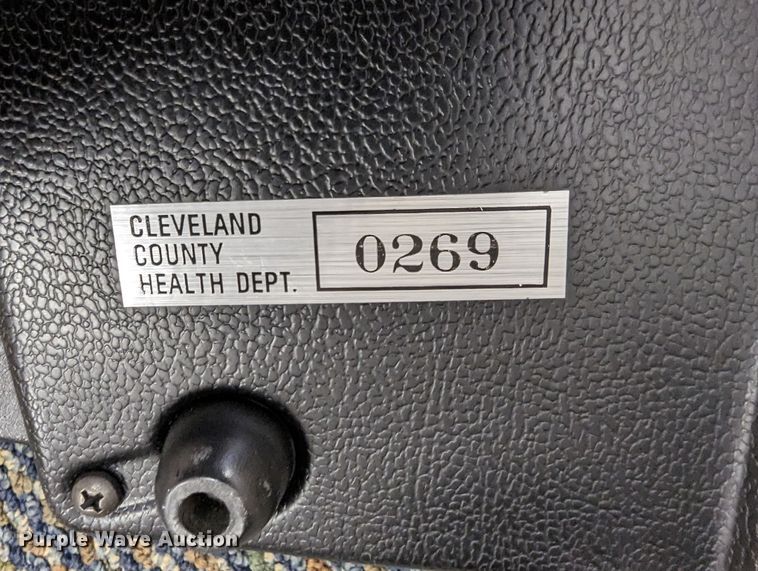 CLEVELAND
COUNTY
HEALTH DEPT.
0269
Purple Wave Auction